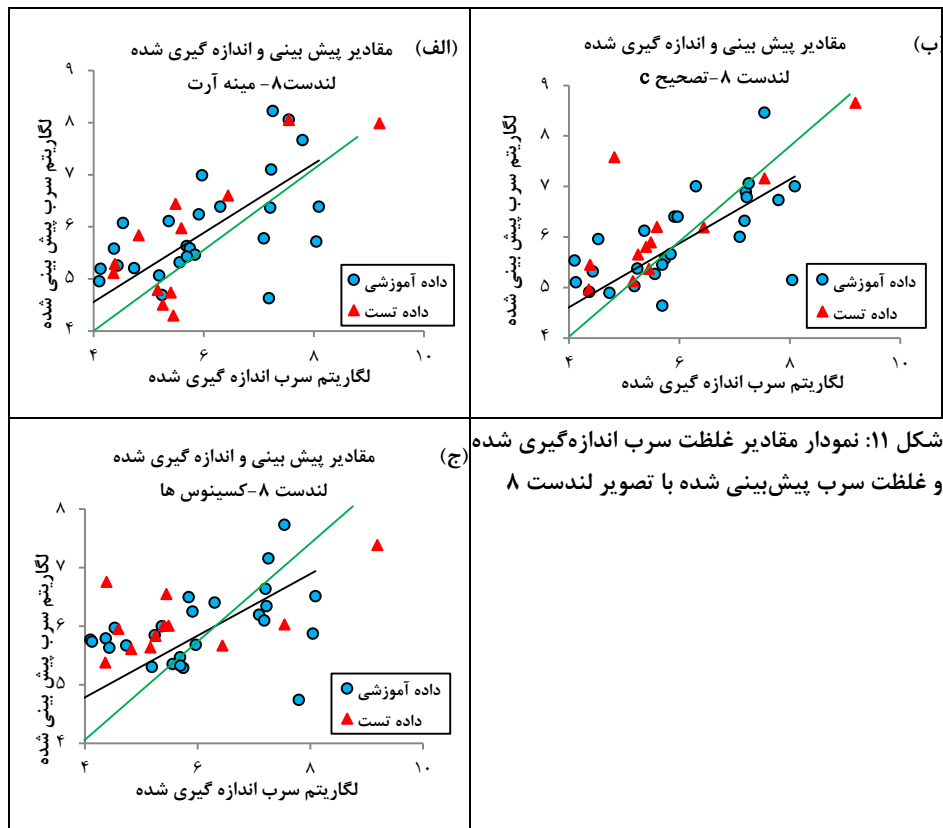 (الف) مقادیر پیش بینی و اندازه گیری شده
لندست۸- مینه آرت
لگاریتم سرب پیش بینی شده
۹
۸
۷
۶
۵
۴
داده آموزشی
داده تست
۴ ۶ ۸ ۱۰
لگاریتم سرب اندازه گیری شده
ب) مقادیر پیش بینی و اندازه گیری شده
لندست ۸-تصحیح c
لگاریتم سرب پیش بینی شده
۹
۸
۷
۶
۵
۴
داده آموزشی
داده تست
۴ ۶ ۸ ۱۰
لگاریتم سرب اندازه گیری شده
(ج) مقادیر پیش بینی و اندازه گیری شده
لندست ۸-کسینوس ها
لگاریتم سرب پیش بینی شده
۸
۷
۶
۵
۴
داده آموزشی
داده تست
۴ ۶ ۸ ۱۰
لگاریتم سرب اندازه گیری شده
شکل ۱۱: نمودار مقادیر غلظت سرب اندازه‌گیری شده
و غلظت سرب پیش‌بینی شده با تصویر لندست ۸